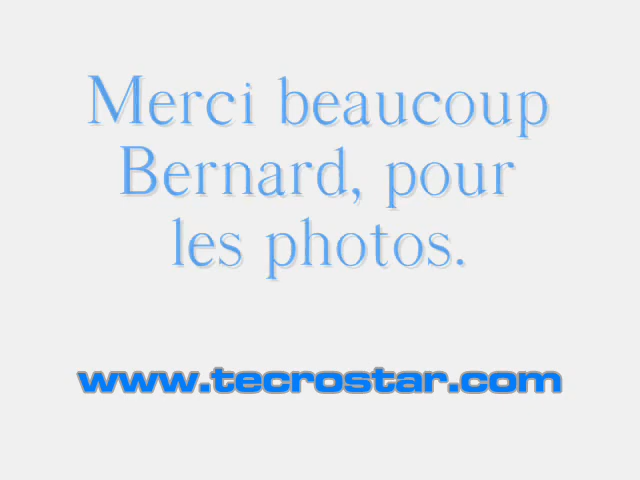 Merci beaucoup
Bernard, pour
les photos.
www.tecrostar.com